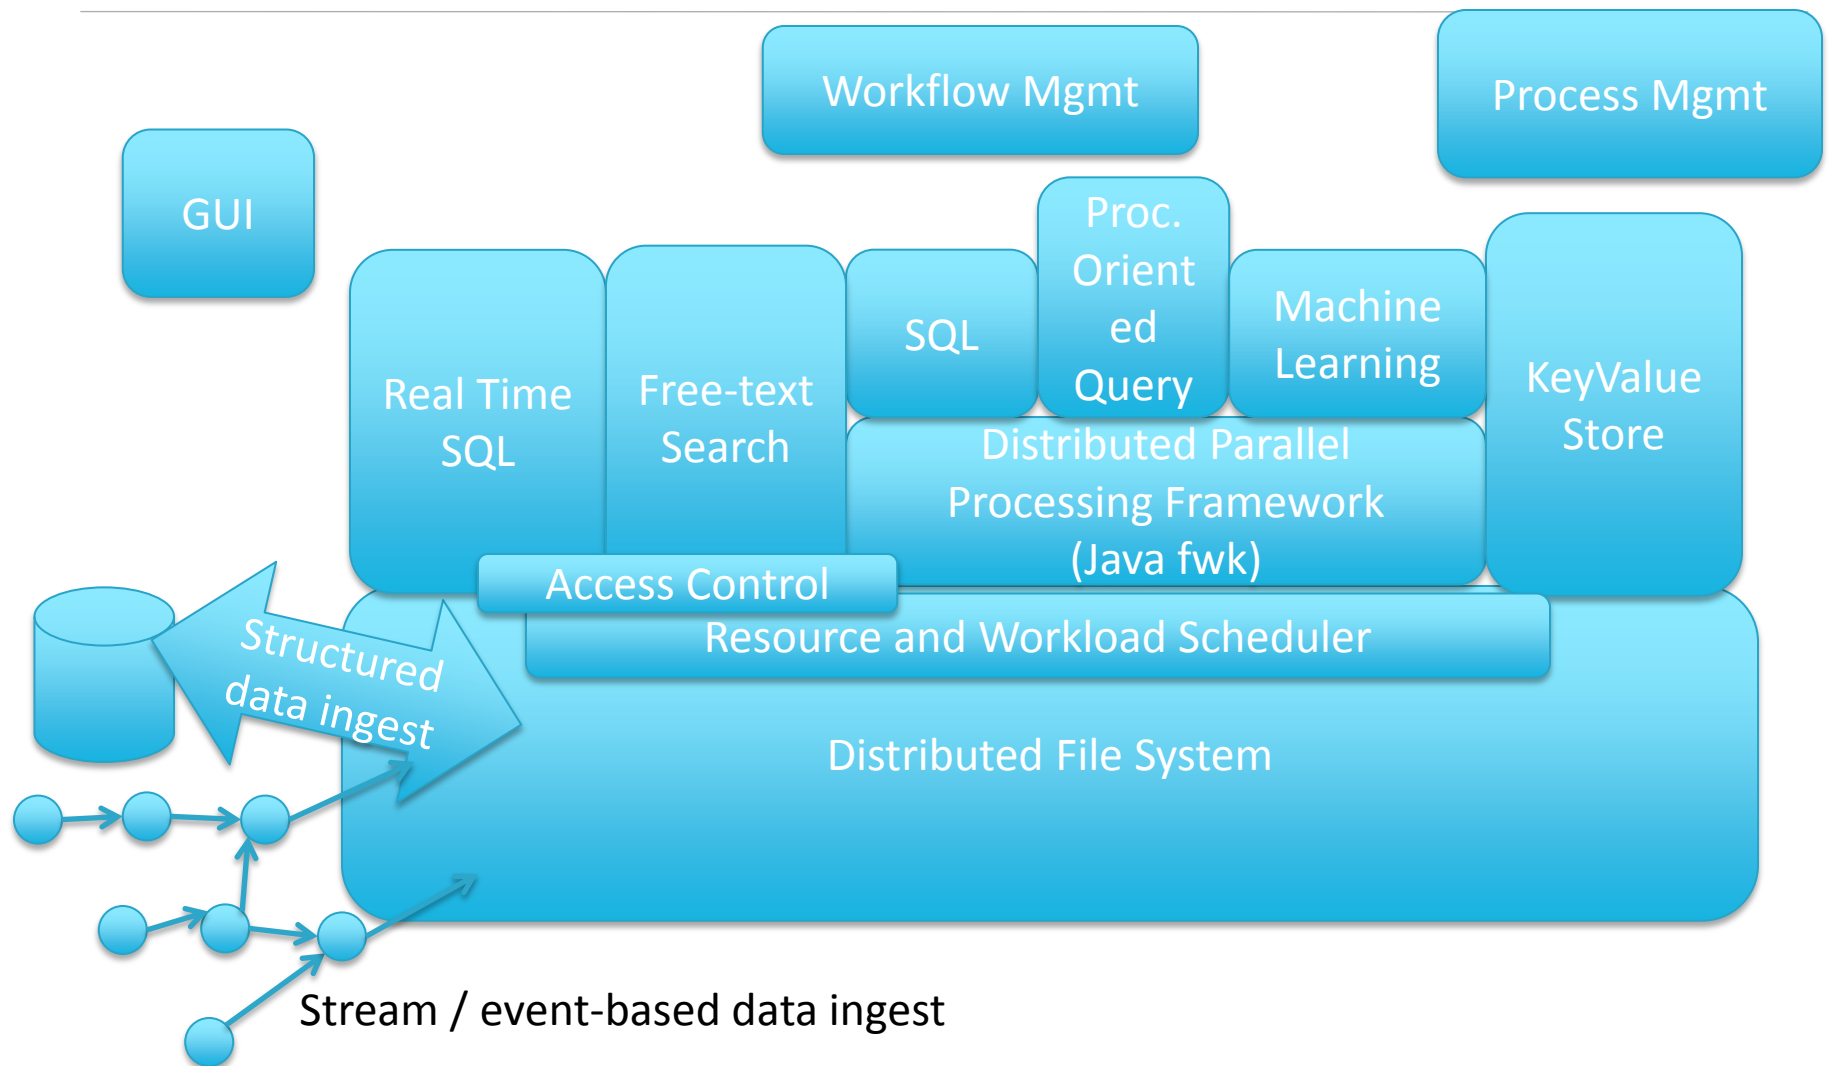 Workflow Mgmt
Process Mgmt
GUI
Proc.
Orient
ed
Query
SQL
Machine
Learning
Real Time
SQL
Free-text
Search
KeyValue
Store
Distributed Parallel
Processing Framework
(Java fwk)
Access Control
Resource and Workload Scheduler
Structured
data ingest
Distributed File System
Stream / event-based data ingest